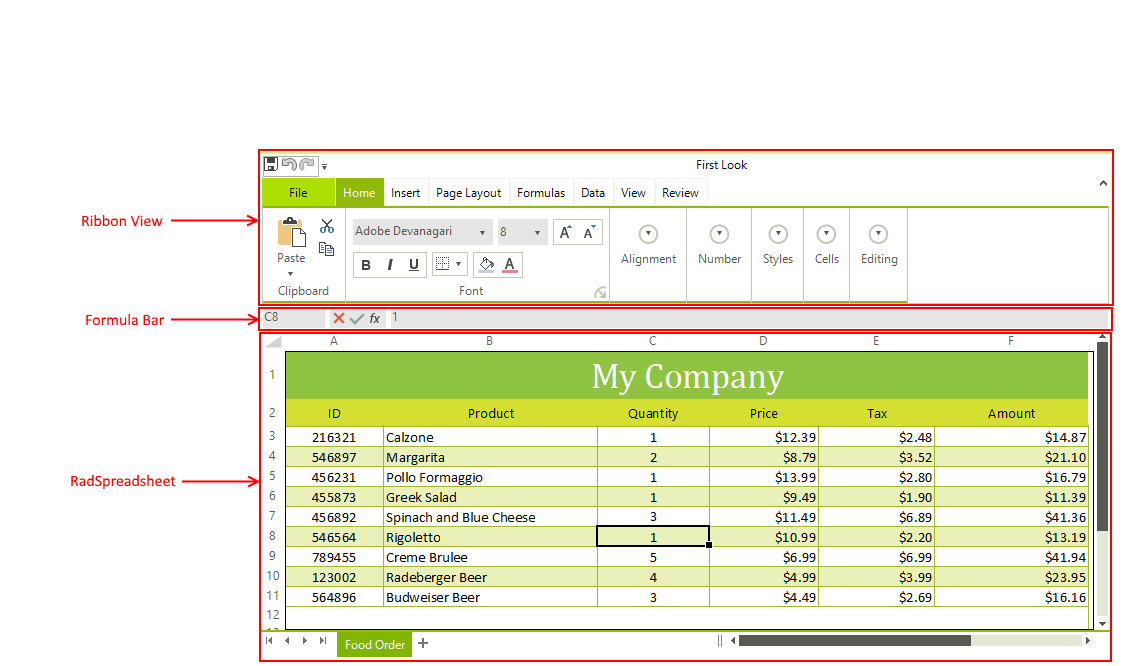 First Look
File Home Insert Page Layout Formulas Data View Review
Ribbon View
Adobe Devanagari 8 A A
Paste Alignment Number Styles Cells Editing
B I U A
Clipboard Font
Formula Bar C8 fx 1
A B C D E F
1 My Company
2 ID Product Quantity Price Tax Amount
3 216321 Calzone 1 $12.39 $2.48 $14.87
4 546897 Margarita 2 $8.79 $3.52 $21.10
5 456231 Pollo Formaggio 1 $13.99 $2.80 $16.79
RadSpreadsheet
6 455873 Greek Salad 1 $9.49 $1.90 $11.39
7 456892 Spinach and Blue Cheese 3 $11.49 $6.89 $41.36
8 546564 Rigoletto 1 $10.99 $2.20 $13.19
9 789455 Creme Brulee 5 $6.99 $6.99 $41.94
10 123002 Radeberger Beer 4 $4.99 $3.99 $23.95
11 564896 Budweiser Beer 3 $4.49 $2.69 $16.16
12
Food Order